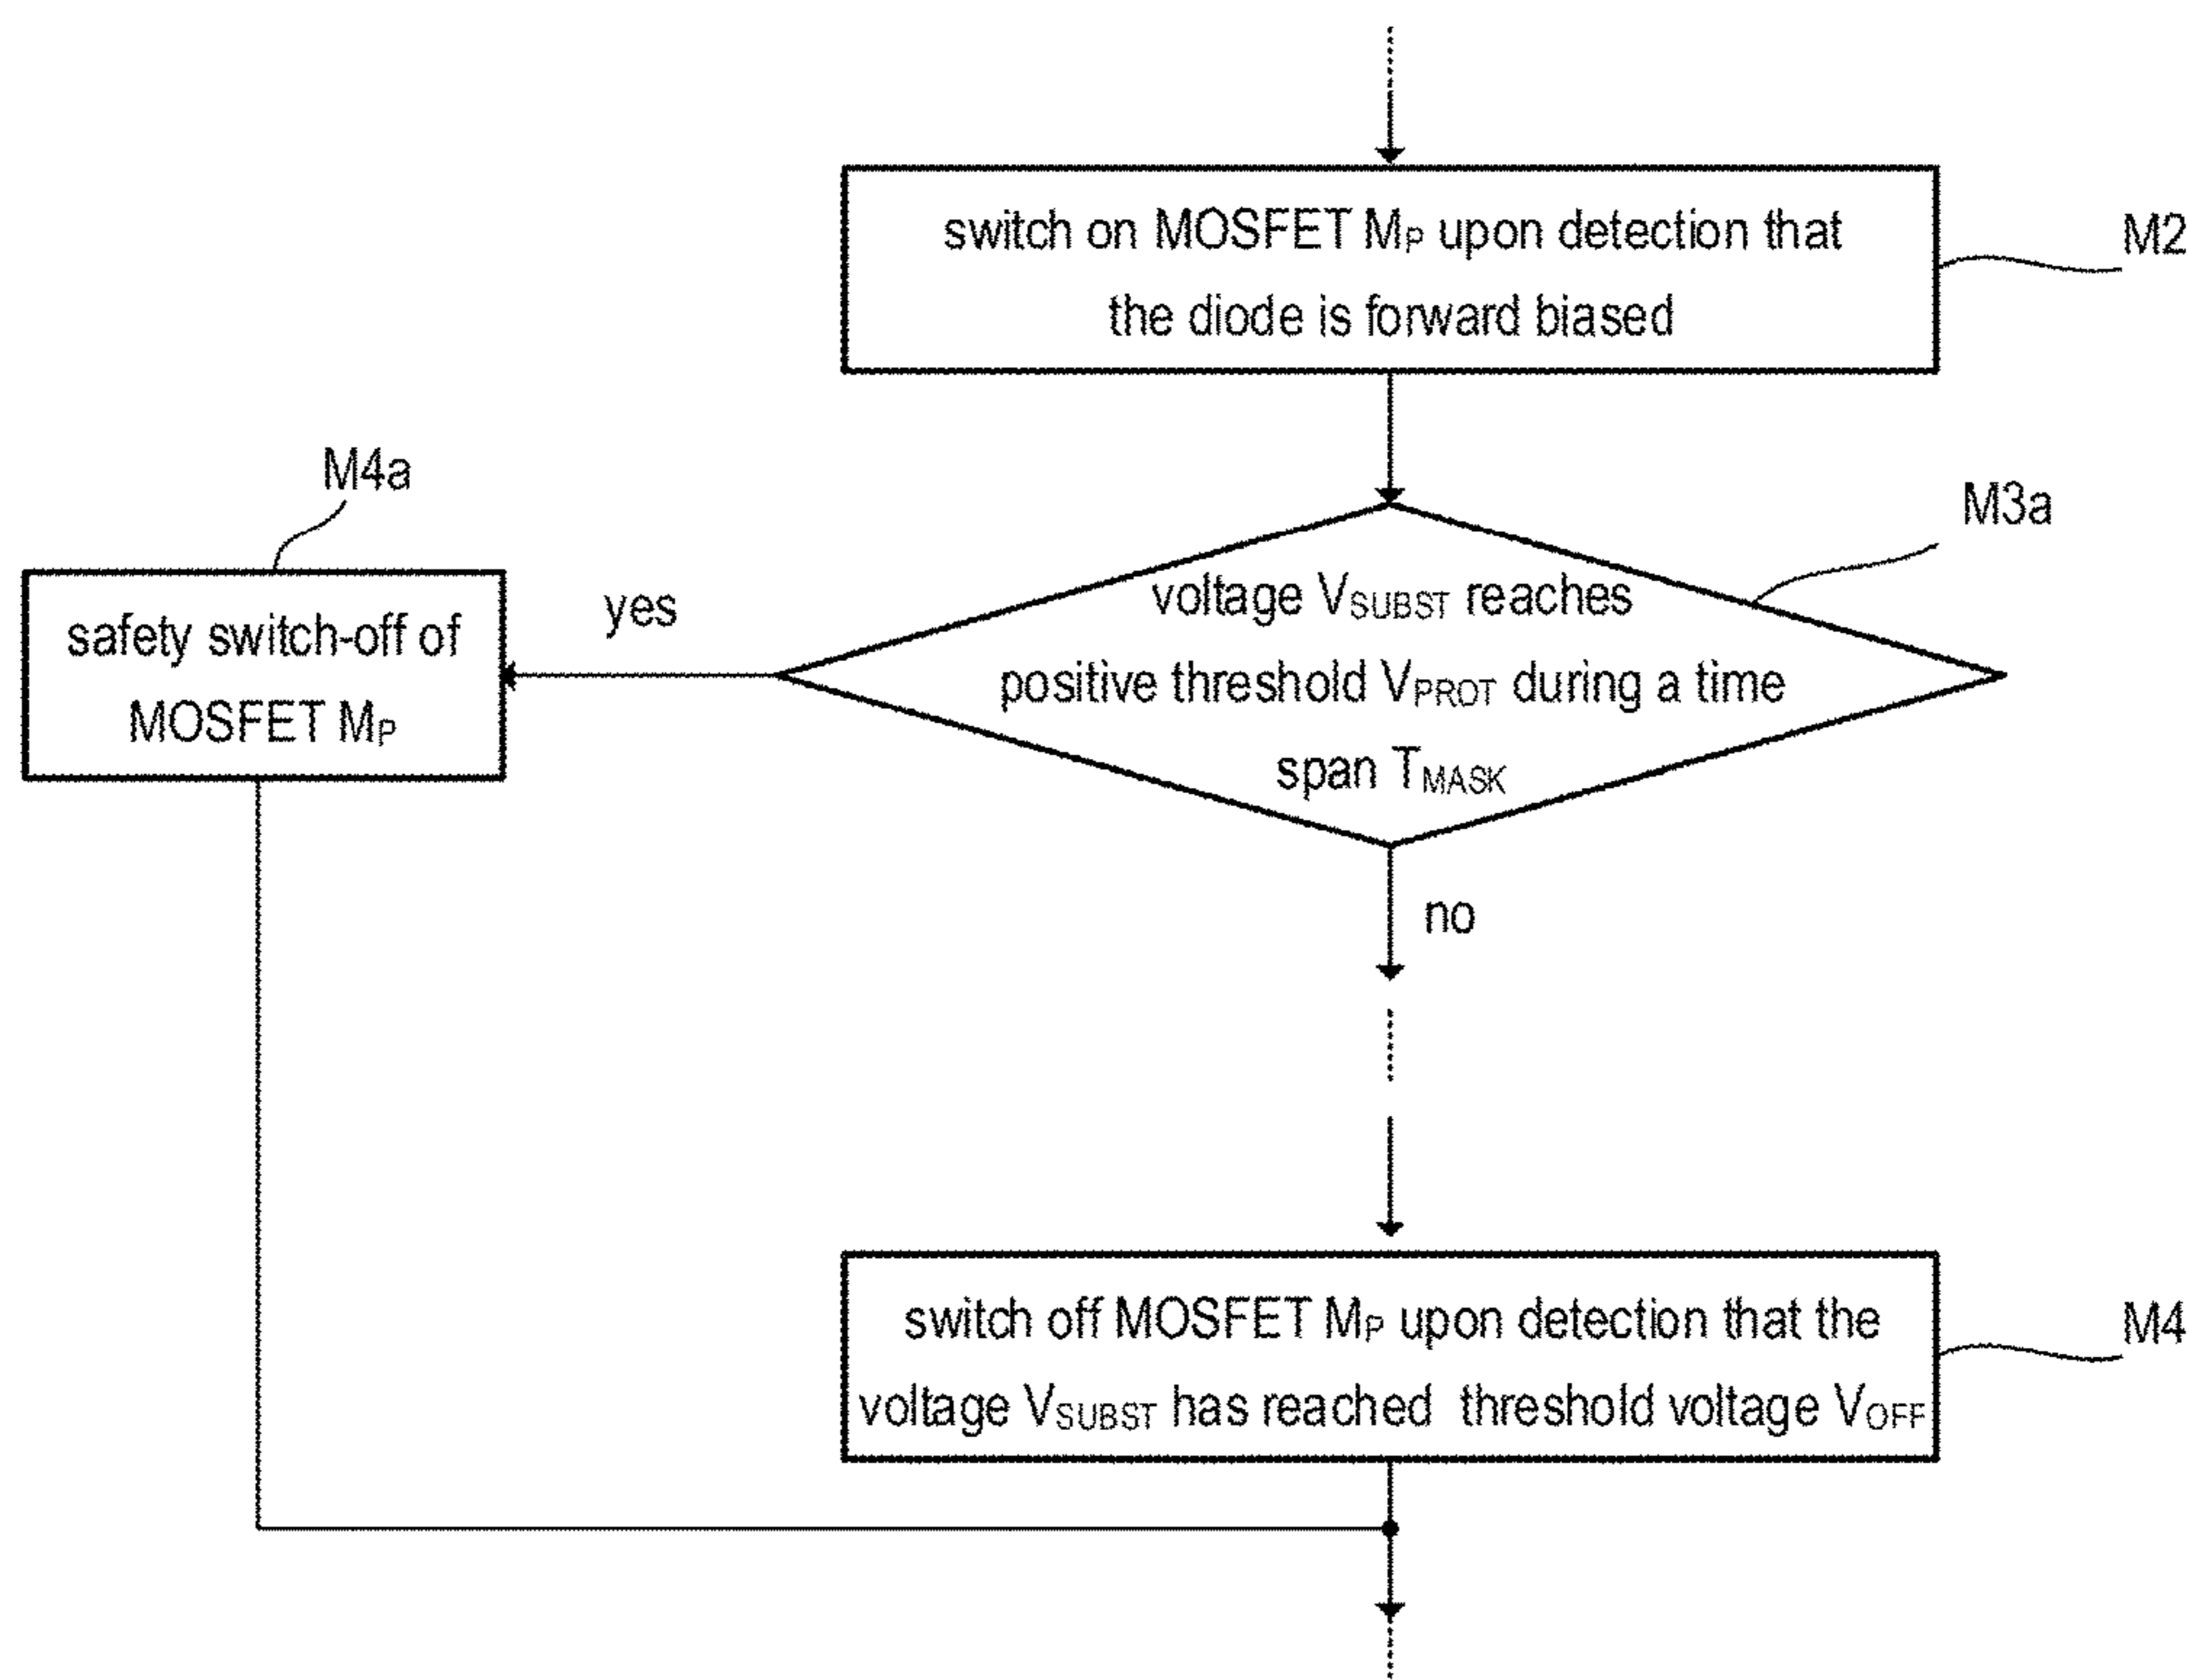 switch on MOSFET MP upon detection that
the diode is forward biased
M2
M4a
M3a
safety switch-off of
MOSFET MP
yes
voltage VSUBST reaches
positive threshold VPROT during a time
span TMASK
no
switch off MOSFET MP upon detection that the
voltage VSUBST has reached threshold voltage VOFF
M4